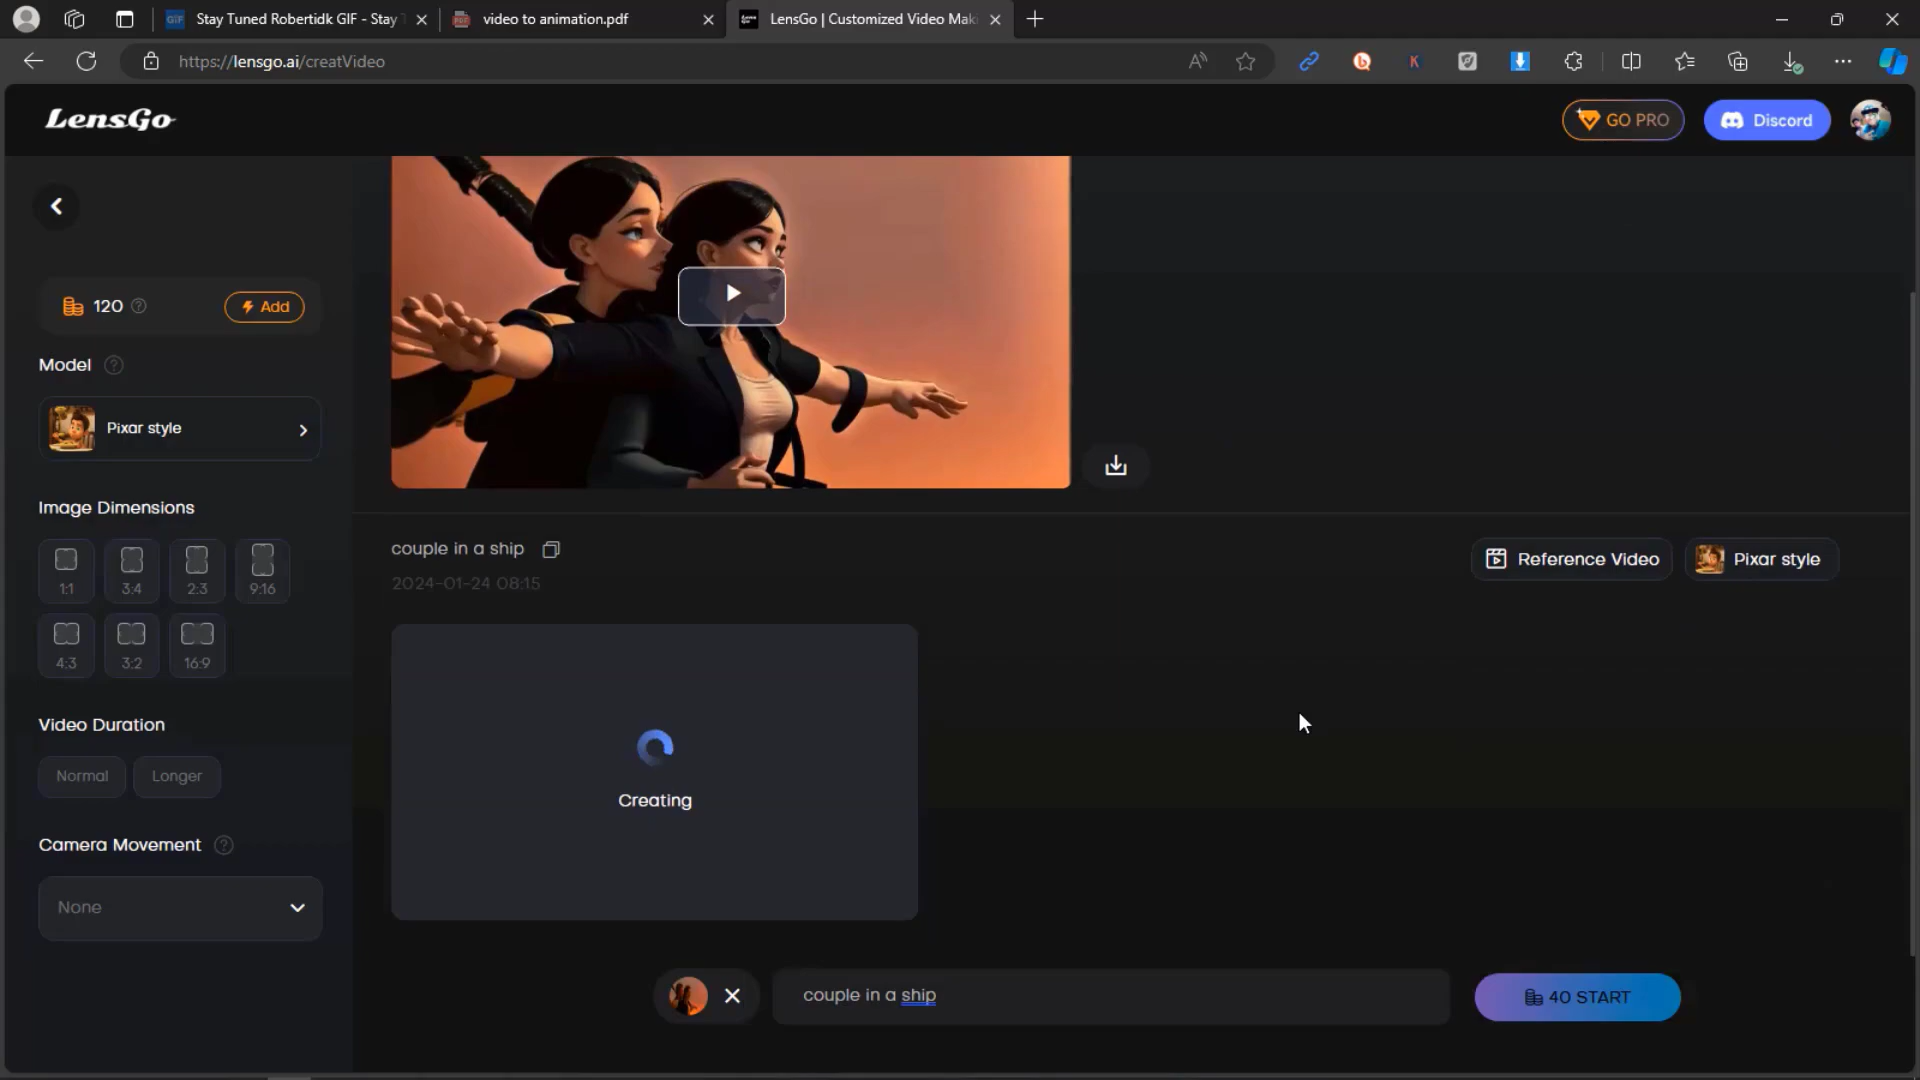 Stay Tuned Robertidk GIF - Stay
video to animation.pdf
LensGo | Customized Video Maki
https://lensgo.ai/creatVideo
LensGo
GO PRO
Discord
120
Add
Model
Pixar style
Image Dimensions
1:1
3:4
2:3
9:16
4:3
3:2
16:9
Video Duration
Normal
Longer
Camera Movement
None
couple in a ship
2024-01-24 08:15
Reference Video
Pixar style
Creating
couple in a ship
40 START